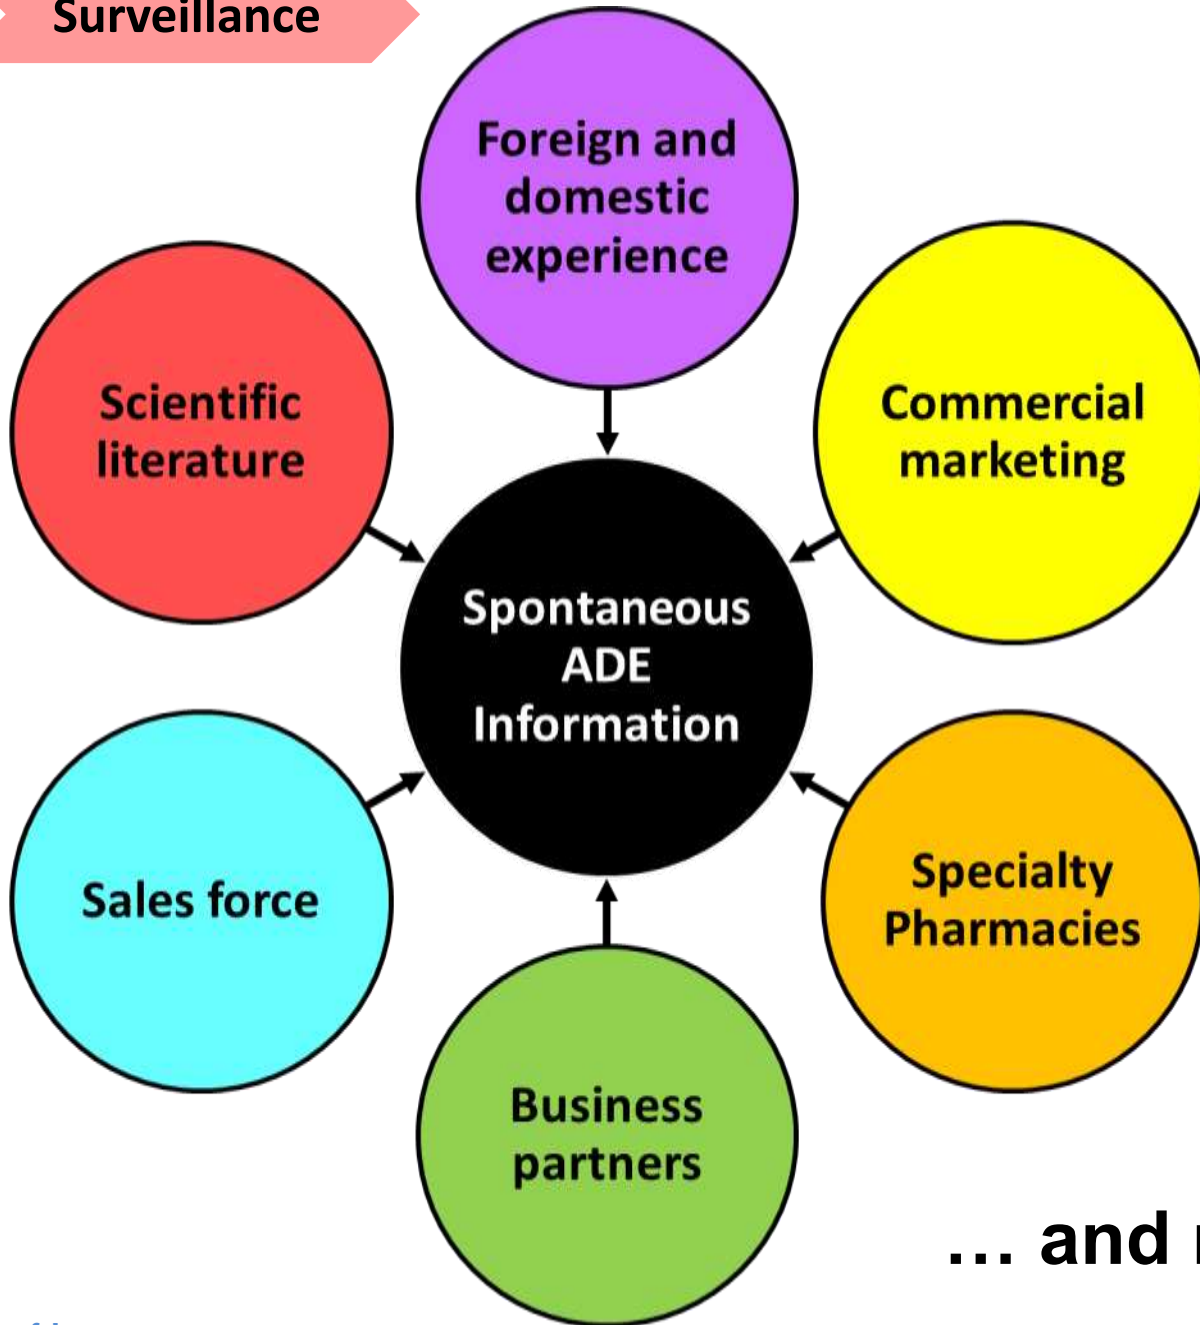 Surveillance
Foreign and
domestic
experience
Scientific
literature
Commercial
marketing
Spontaneous
ADE
Information
Sales force
Specialty
Pharmacies
Business
partners
... and